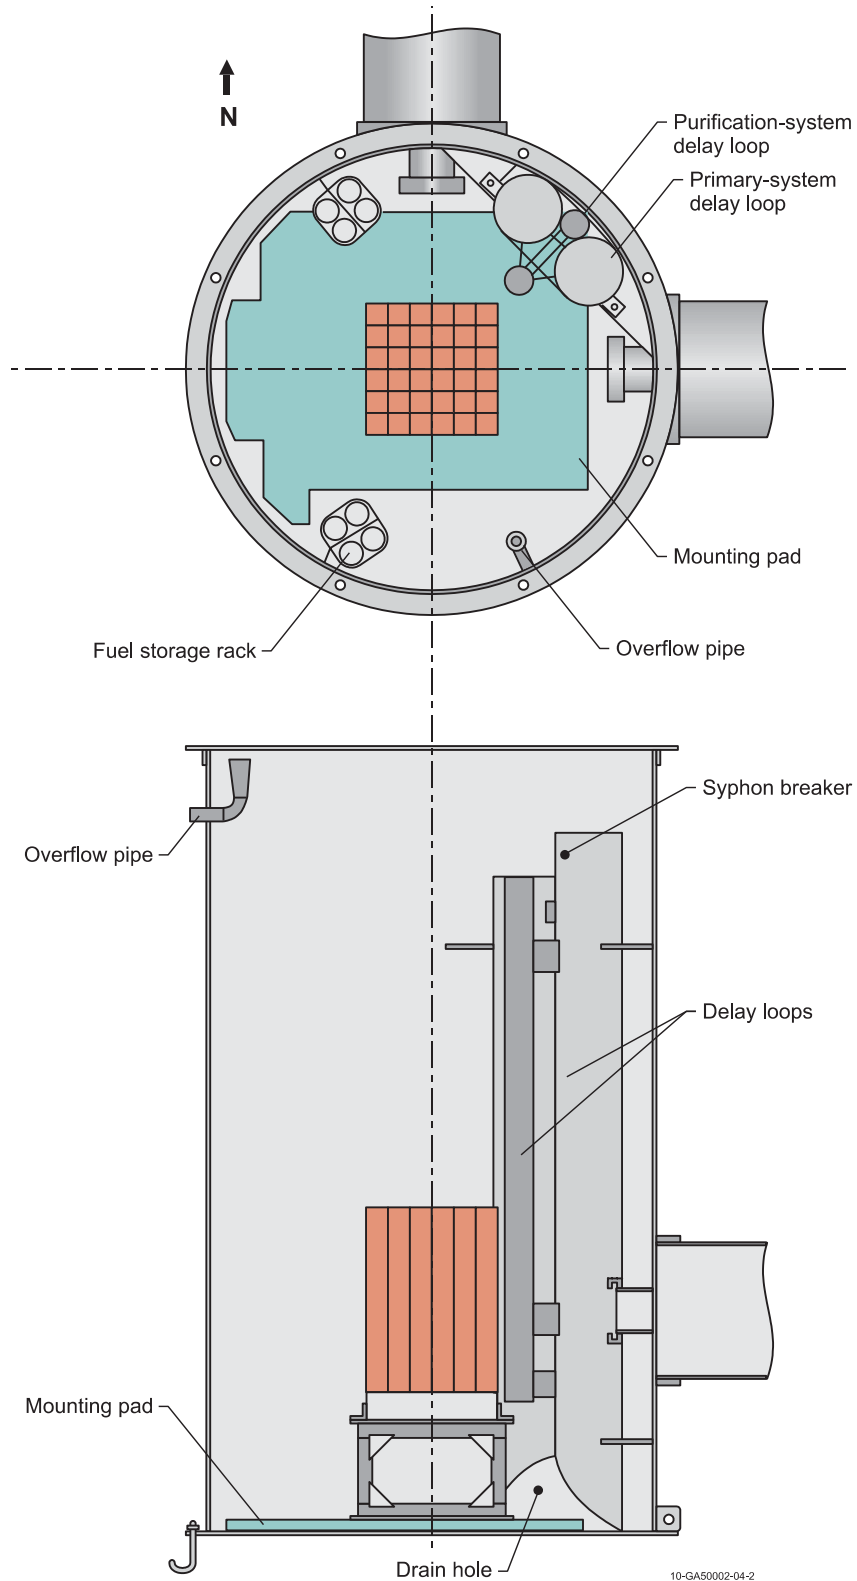 N
Purification-system
delay loop
Primary-system
delay loop
Mounting pad
Fuel storage rack
Overflow pipe
Syphon breaker
Overflow pipe
Delay loops
Mounting pad
Drain hole
10-GA50002-04-2